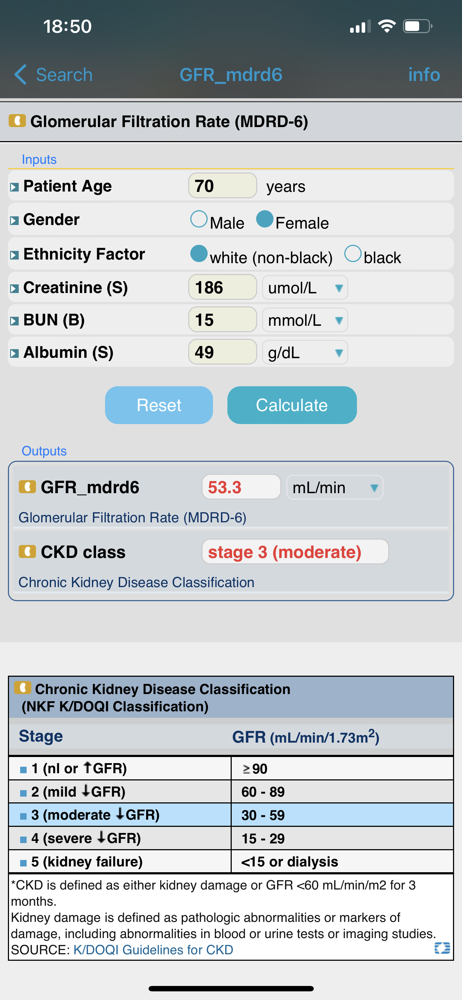 18:50
Search GFR_mdrd6 info
Glomerular Filtration Rate (MDRD-6)
Inputs
Patient Age 70 years
Gender Male Female
Ethnicity Factor white (non-black) black
Creatinine (S) 186 umol/L
BUN (B) 15 mmol/L
Albumin (S) 49 g/dL
Reset Calculate
Outputs
GFR_mdrd6 53.3 mL/min
Glomerular Filtration Rate (MDRD-6)
CKD class stage 3 (moderate)
Chronic Kidney Disease Classification
Chronic Kidney Disease Classification
(NKF K/DOQI Classification)
Stage GFR (mL/min/1.73m²)
1 (nl or ↑GFR) ≥90
2 (mild ↓GFR) 60 - 89
3 (moderate ↓GFR) 30 - 59
4 (severe ↓GFR) 15 - 29
5 (kidney failure) <15 or dialysis
*CKD is defined as either kidney damage or GFR <60 mL/min/m2 for 3
months.
Kidney damage is defined as pathologic abnormalities or markers of
damage, including abnormalities in blood or urine tests or imaging studies.
SOURCE: K/DOQI Guidelines for CKD